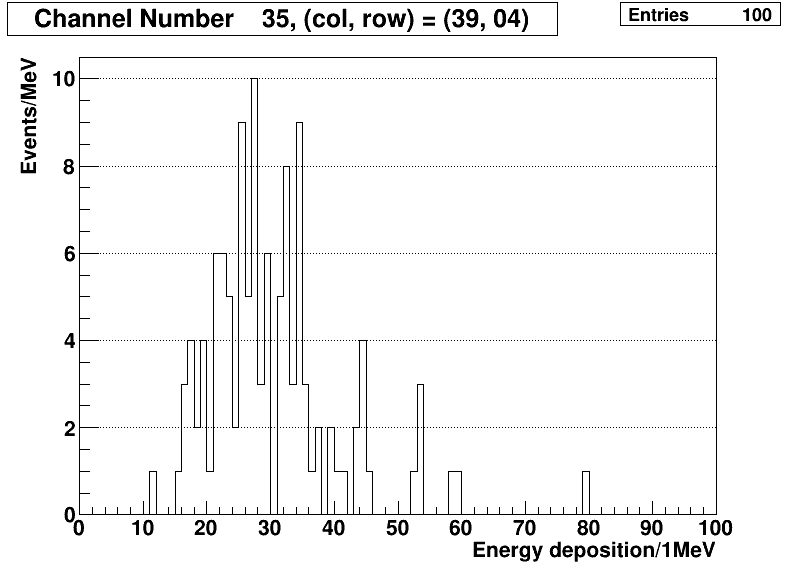 Channel Number 35, (col, row) = (39, 04)
Entries 100
Events/MeV
10
8
6
4
2
0
0 10 20 30 40 50 60 70 80 90 100
Energy deposition/1MeV